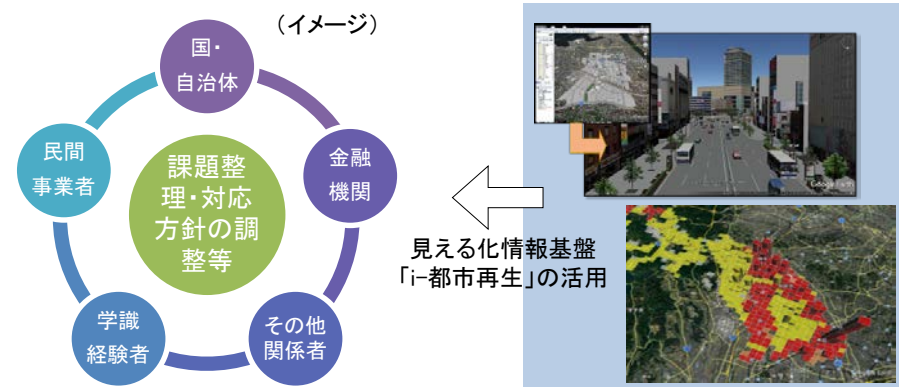 （イメージ）
国・
自治体
民間
事業者
金融
機関
課題整
理・対応
方針の調
整等
学識
経験者
その他
関係者
見える化情報基盤
「i-都市再生」の活用
Google Earth